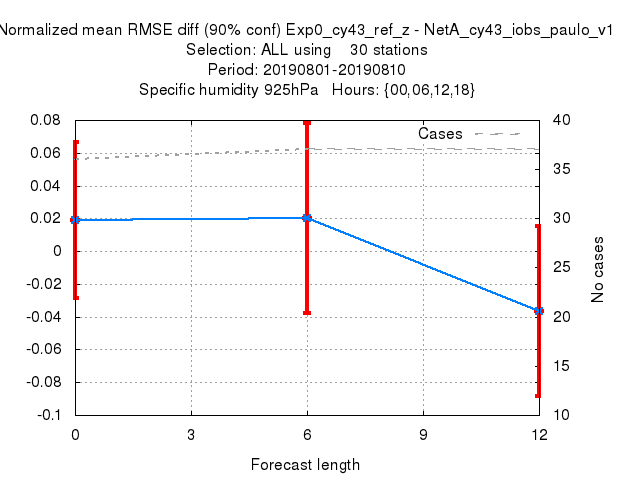 Normalized mean RMSE diff (90% conf) Exp0_cy43_ref_z - NetA_cy43_iobs_paulo_v1
Selection: ALL using 30 stations
Period: 20190801-20190810
Specific humidity 925hPa Hours: {00,06,12,18}
Cases
0.08
0.06
0.04
0.02
0
-0.02
-0.04
-0.06
-0.08
-0.1
40
35
30
25
20
15
10
No cases
0 3 6 9 12
Forecast length